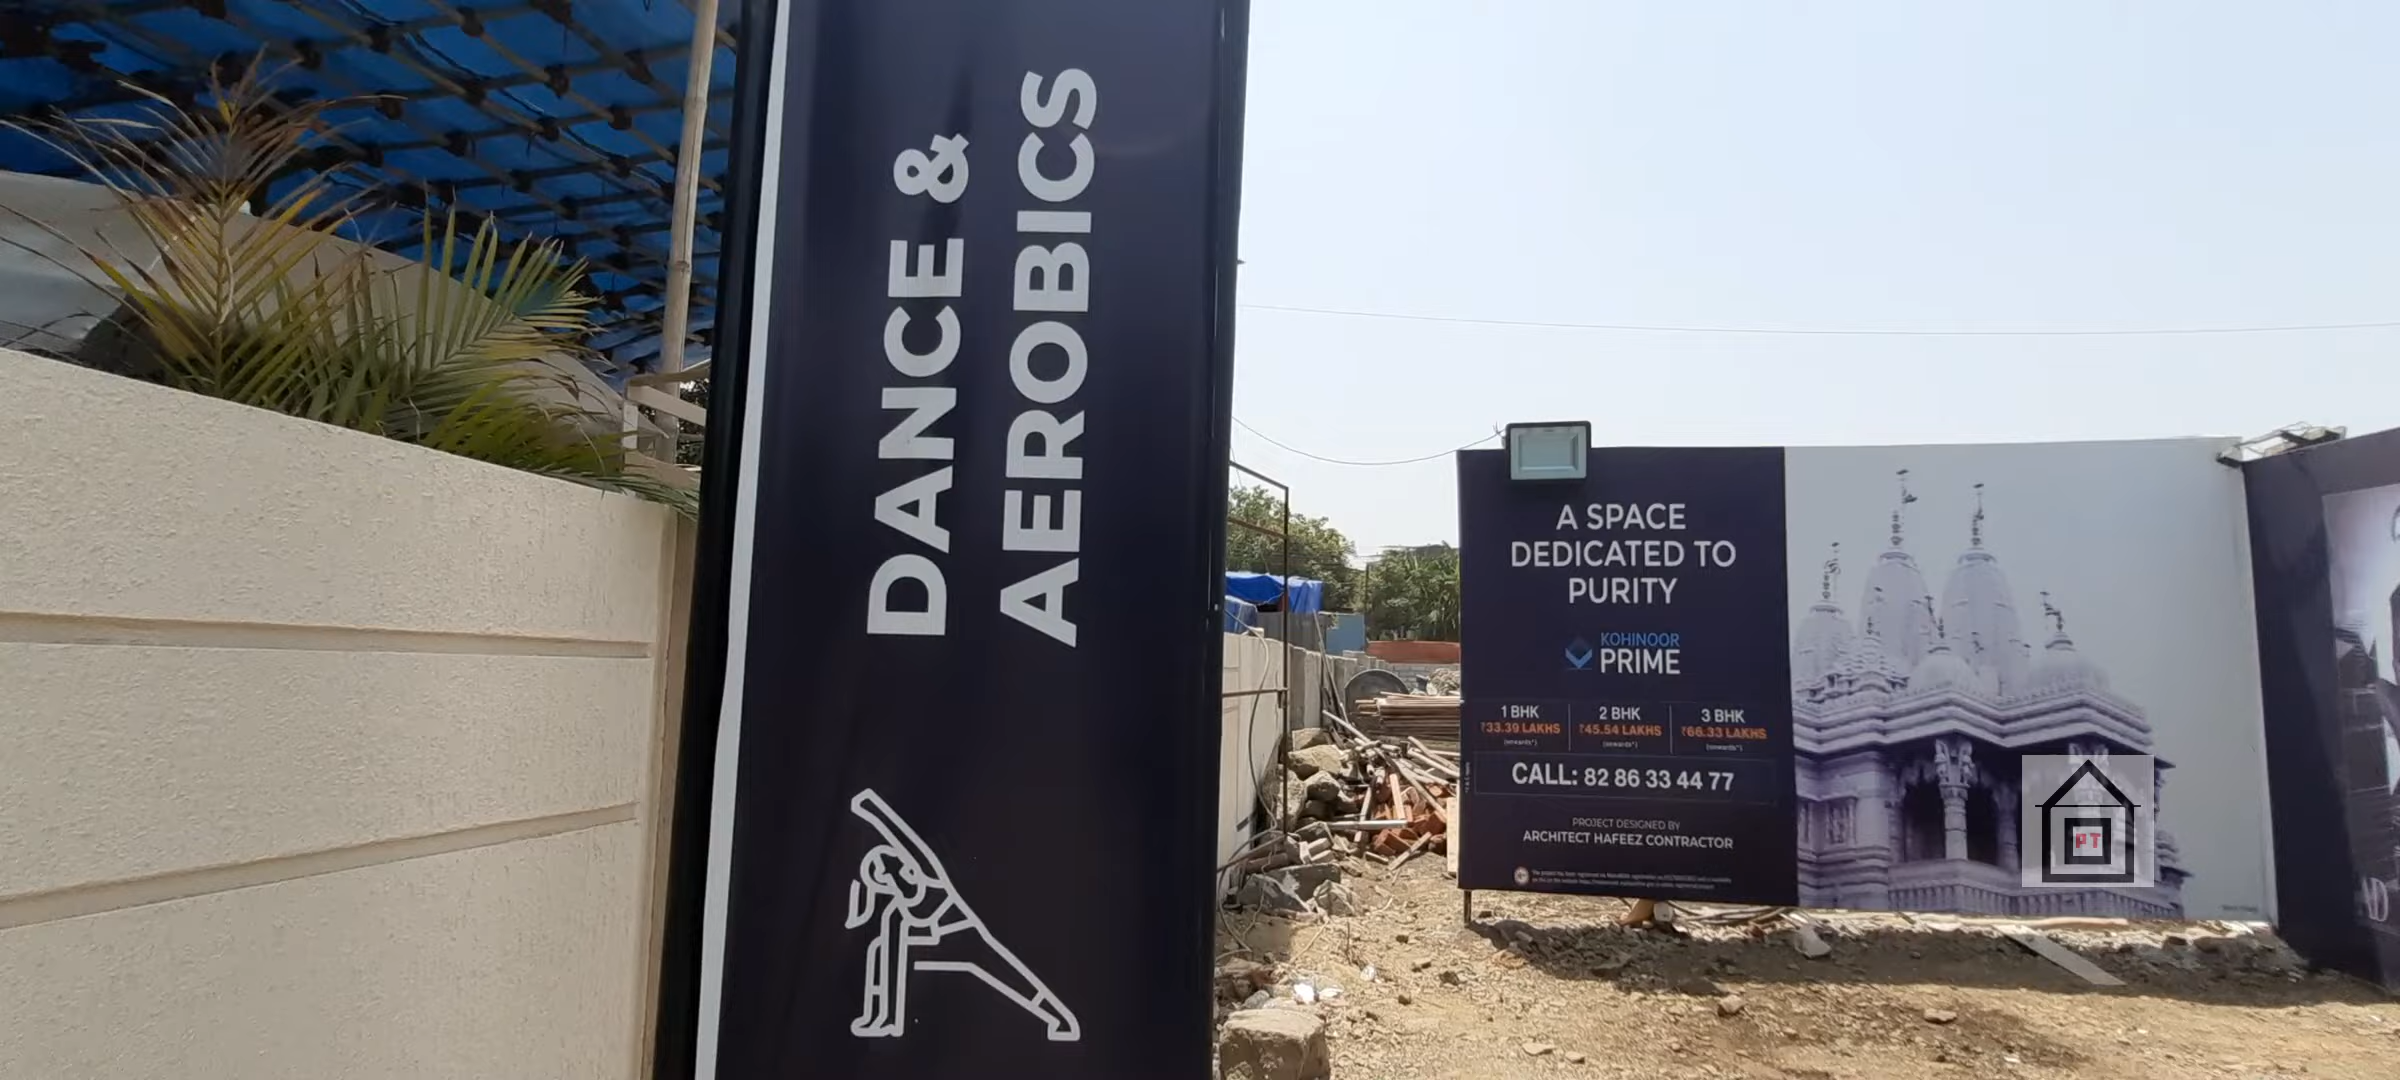 DANCE &
AEROBICS
A SPACE
DEDICATED TO
PURITY
KOHINOOR
PRIME
1 BHK
₹33.39 LAKHS
(onwards*)
2 BHK
₹45.54 LAKHS
(onwards*)
3 BHK
₹66.33 LAKHS
(onwards*)
CALL: 82 86 33 44 77
PROJECT DESIGNED BY
ARCHITECT HAFEEZ CONTRACTOR
PT